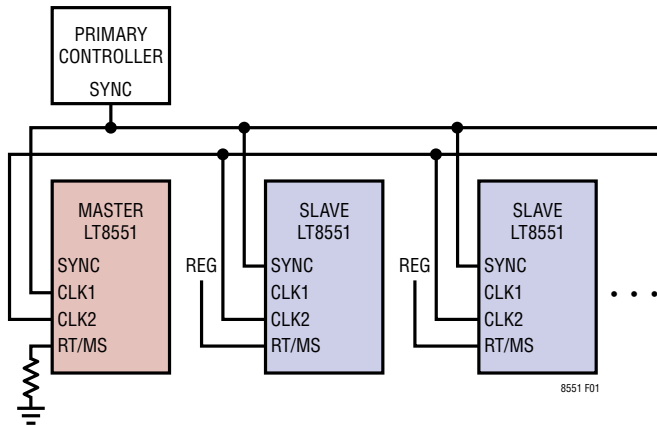 PRIMARY
CONTROLLER
SYNC
MASTER
LT8551
SYNC
CLK1
CLK2
RT/MS
REG
SLAVE
LT8551
SYNC
CLK1
CLK2
RT/MS
REG
SLAVE
LT8551
SYNC
CLK1
CLK2
RT/MS
8551 F01